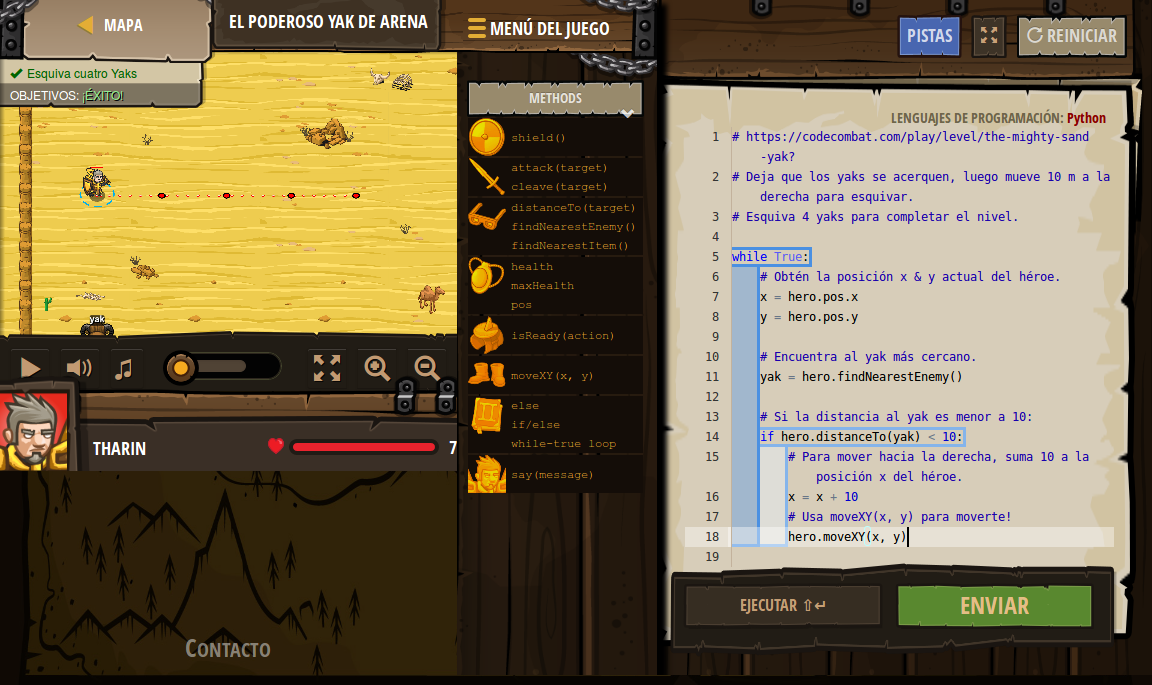 MAPA
EL PODEROSO YAK DE ARENA
MENÚ DEL JUEGO
PISTAS
REINICIAR
Esquiva cuatro Yaks
OBJETIVOS: ¡ÉXITO!
yak
THARIN
7
CONTACTO
METHODS
shield()
attack(target)
cleave(target)
distanceTo(target)
findNearestEnemy()
findNearestItem()
health
maxHealth
pos
isReady(action)
moveXY(x, y)
else
if/else
while-true loop
say(message)
LENGUAJES DE PROGRAMACIÓN: Python
1 # https://codecombat.com/play/level/the-mighty-sand
-yak?
2 # Deja que los yaks se acerquen, luego mueve 10 m a la
derecha para esquivar.
3 # Esquiva 4 yaks para completar el nivel.
4
5 while True:
6 # Obtén la posición x & y actual del héroe.
7 x = hero.pos.x
8 y = hero.pos.y
9
10 # Encuentra al yak más cercano.
11 yak = hero.findNearestEnemy()
12
13 # Si la distancia al yak es menor a 10:
14 if hero.distanceTo(yak) < 10:
15 # Para mover hacia la derecha, suma 10 a la
posición x del héroe.
16 x = x + 10
17 # Usa moveXY(x, y) para moverte!
18 hero.moveXY(x, y)
19
EJECUTAR ⇧↵
ENVIAR